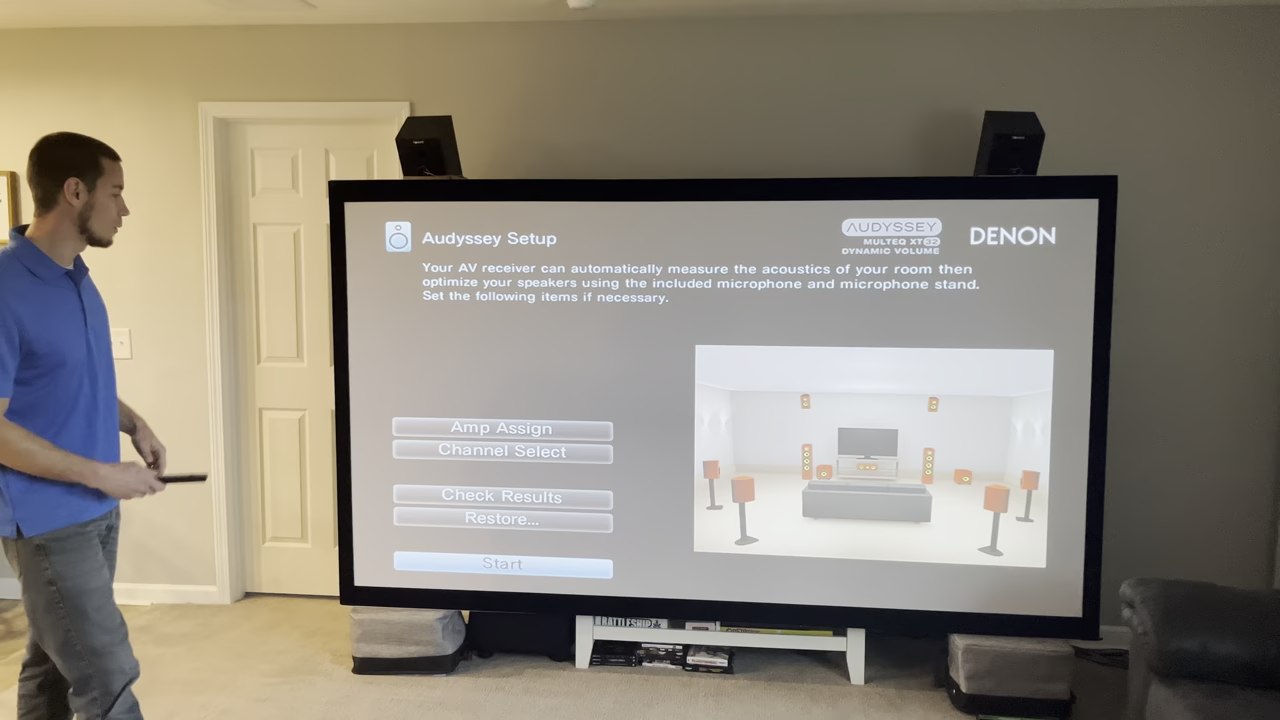 Audyssey Setup
AUDYSSEY
MULTEQ XT32
DYNAMIC VOLUME
DENON
Your AV receiver can automatically measure the acoustics of your room then
optimize your speakers using the included microphone and microphone stand.
Set the following items if necessary.
Amp Assign
Channel Select
Check Results
Restore...
Start
BATTLESHIP